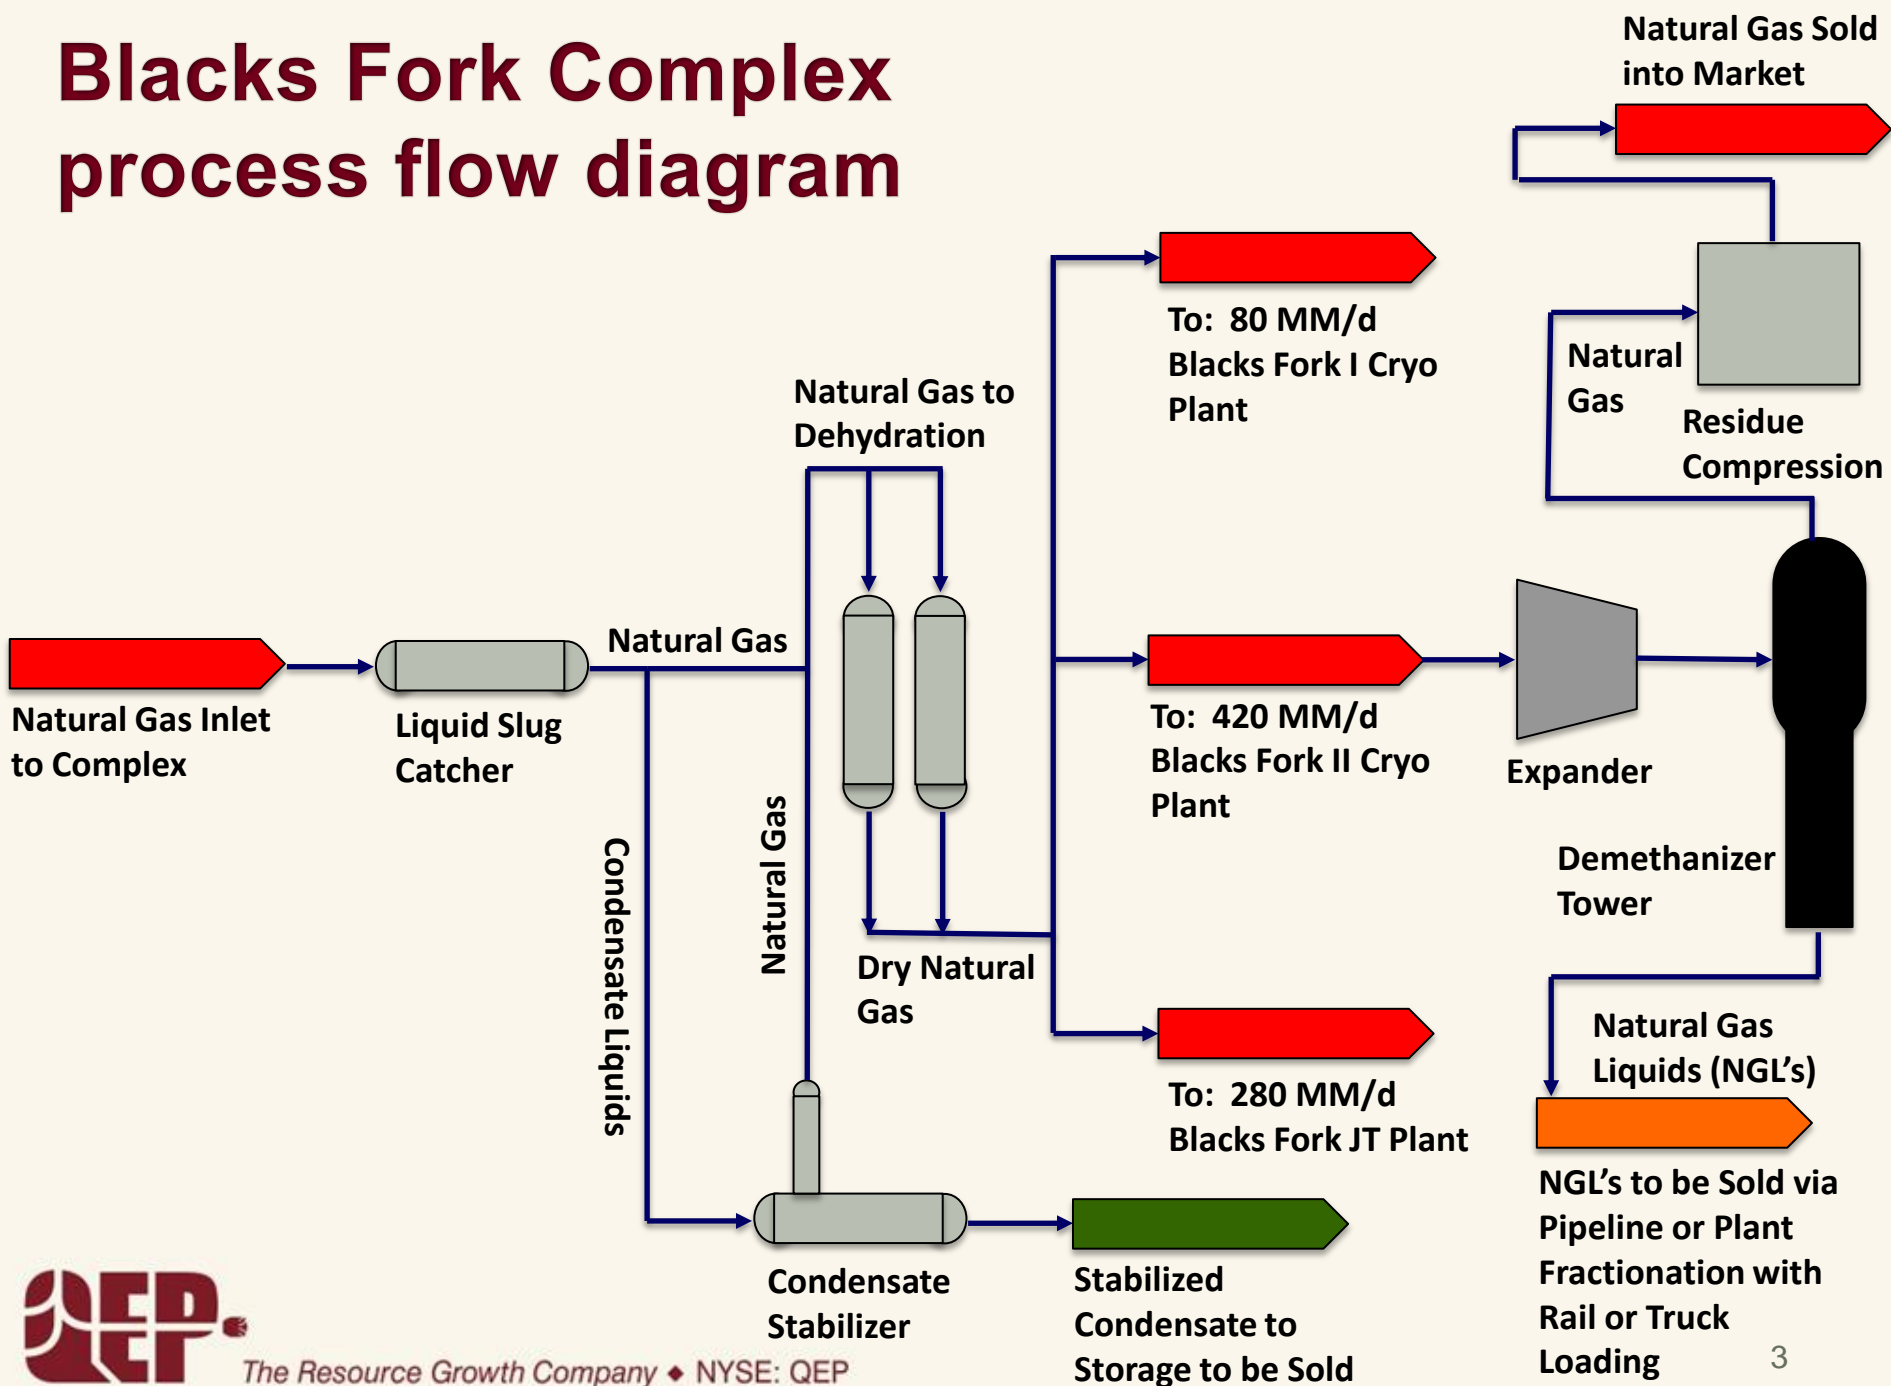 Blacks Fork Complex
process flow diagram
Natural Gas Sold
into Market
To:  80 MM/d
Blacks Fork I Cryo
Plant
Natural
Gas
Residue
Compression
Natural Gas to
Dehydration
Natural Gas
Natural Gas Inlet
to Complex
Liquid Slug
Catcher
To:  420 MM/d
Blacks Fork II Cryo
Plant
Expander
Demethanizer
Tower
Condensate Liquids
Natural Gas
Dry Natural
Gas
Natural Gas
Liquids (NGL's)
To:  280 MM/d
Blacks Fork JT Plant
NGL's to be Sold via
Pipeline or Plant
Fractionation with
Rail or Truck
Loading
Condensate
Stabilizer
Stabilized
Condensate to
Storage to be Sold
QEP
The Resource Growth Company ◆ NYSE: QEP
3